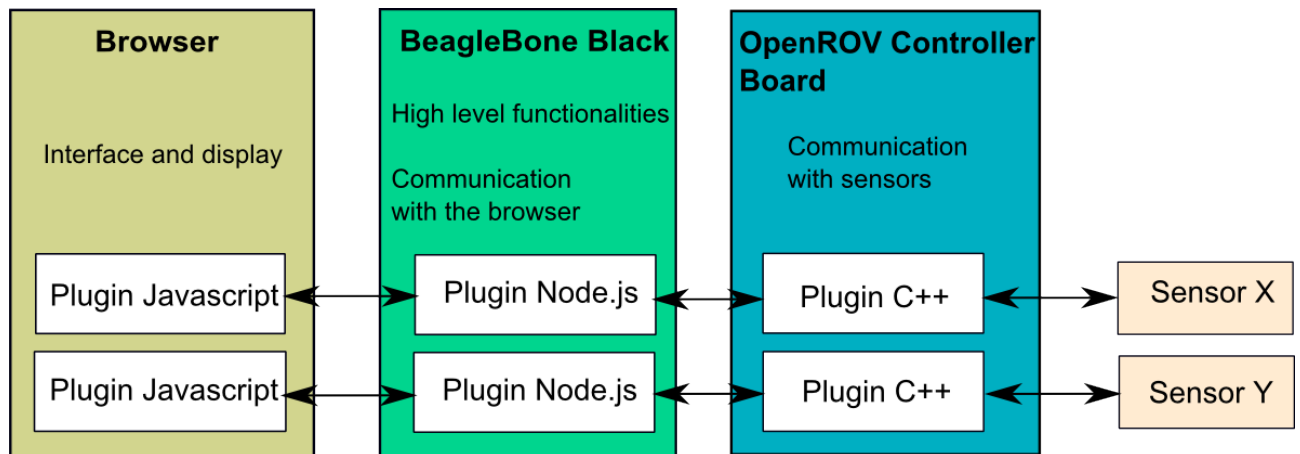 Browser
Interface and display
Plugin Javascript
Plugin Javascript
BeagleBone Black
High level functionalities
Communication
with the browser
Plugin Node.js
Plugin Node.js
OpenROV Controller
Board
Communication
with sensors
Plugin C++
Plugin C++
Sensor X
Sensor Y